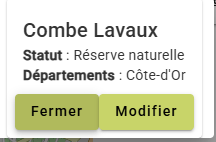 Combe Lavaux
Statut : Réserve naturelle
Départements : Côte-d'Or
Fermer Modifier